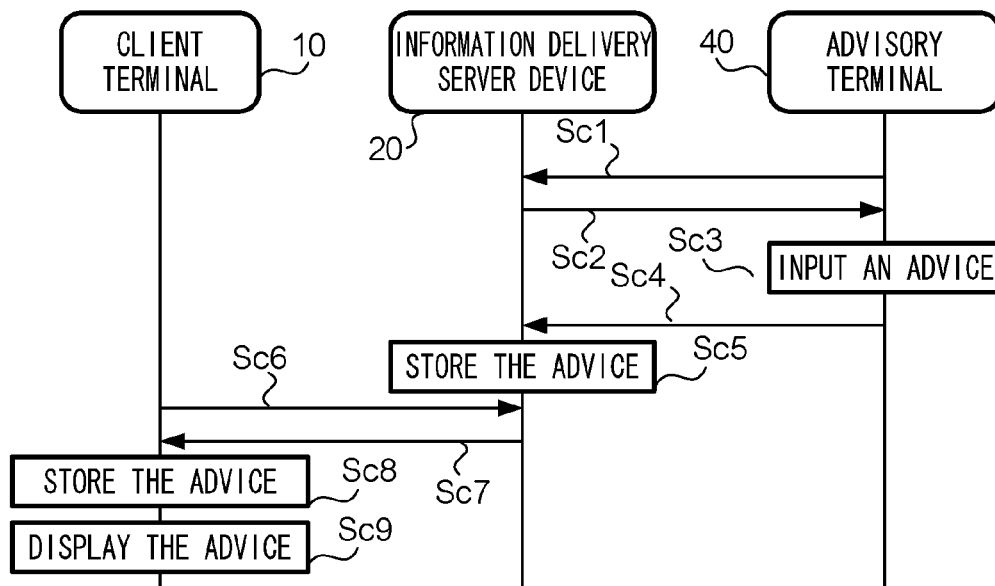 CLIENT
TERMINAL
10
INFORMATION DELIVERY
SERVER DEVICE
20
40
ADVISORY
TERMINAL
Sc1
Sc2
Sc3
INPUT AN ADVICE
Sc4
STORE THE ADVICE
Sc5
Sc6
Sc7
STORE THE ADVICE
Sc8
DISPLAY THE ADVICE
Sc9